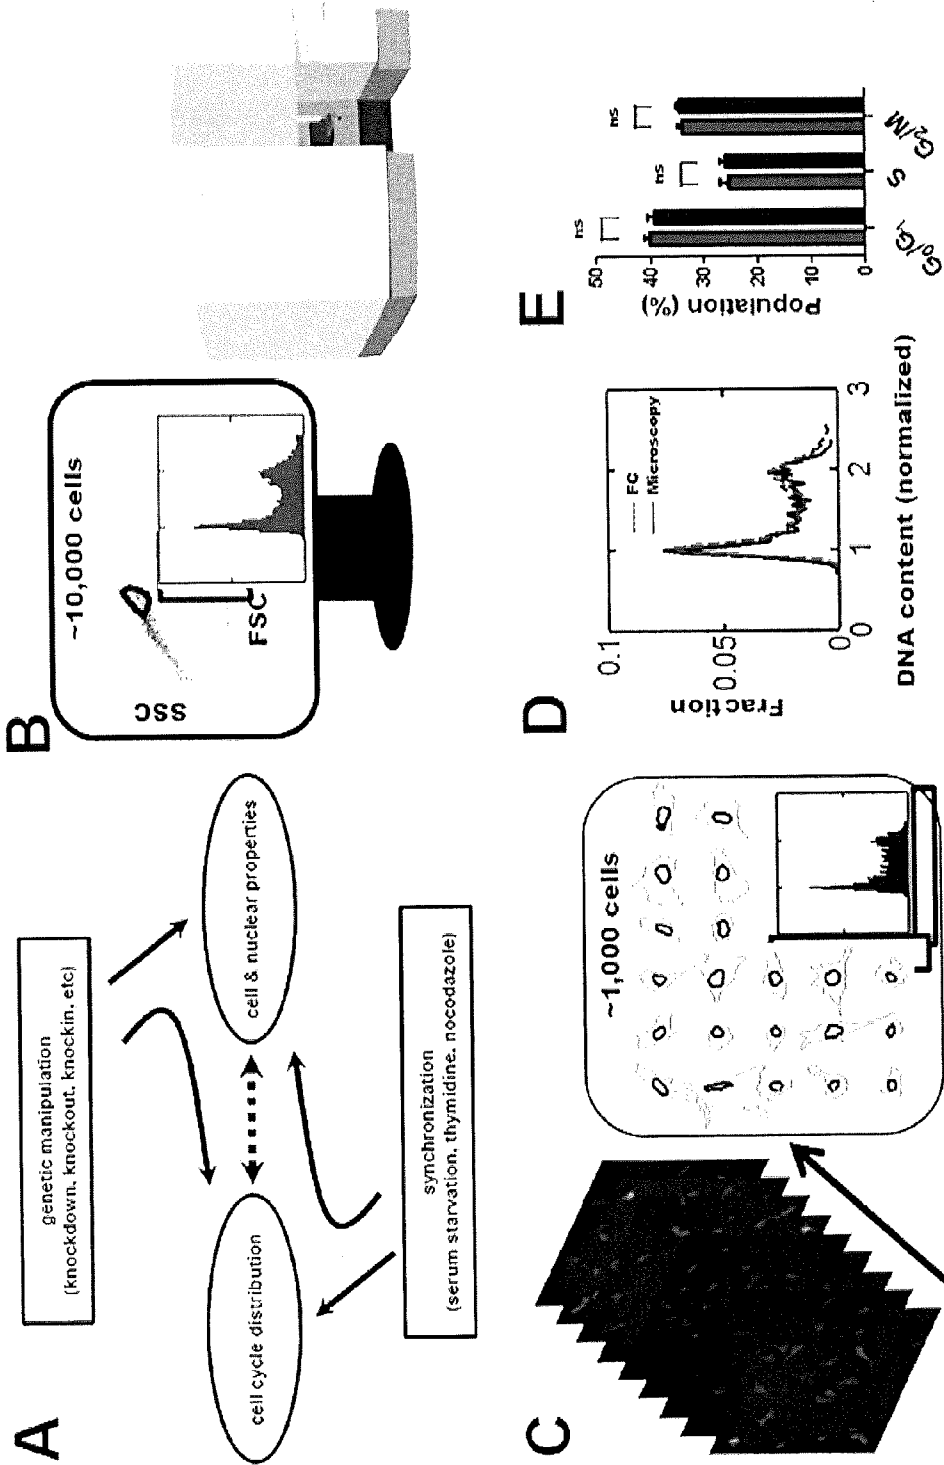 A
genetic manipulation
(knockdown, knockout, knockin, etc)
cell cycle distribution
cell & nuclear properties
synchronization
(serum starvation, thymidine, nocodazole)
B
~10,000 cells
SSC
FSC
C
~1,000 cells
D
Fraction
0.1
0.05
0
FC
Microscopy
0
1
2
3
DNA content (normalized)
E
Population (%)
50
40
30
20
10
0
ns
ns
ns
G0/G1
S
G2/M